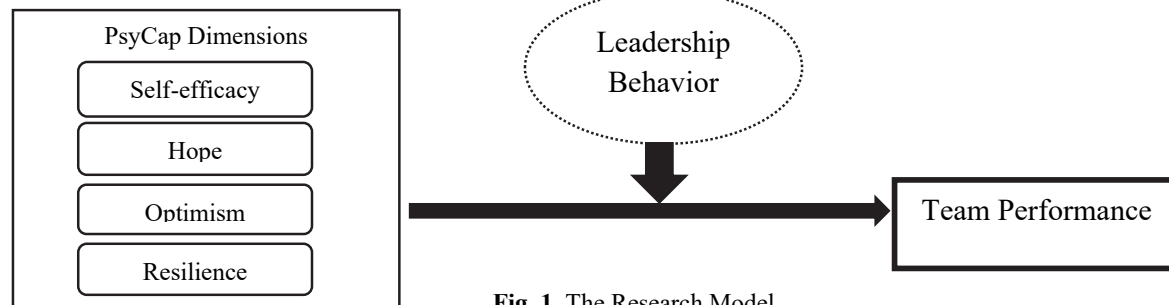 PsyCap Dimensions
Self-efficacy
Hope
Optimism
Resilience
Leadership
Behavior
Team Performance
Fig. 1. The Research Model